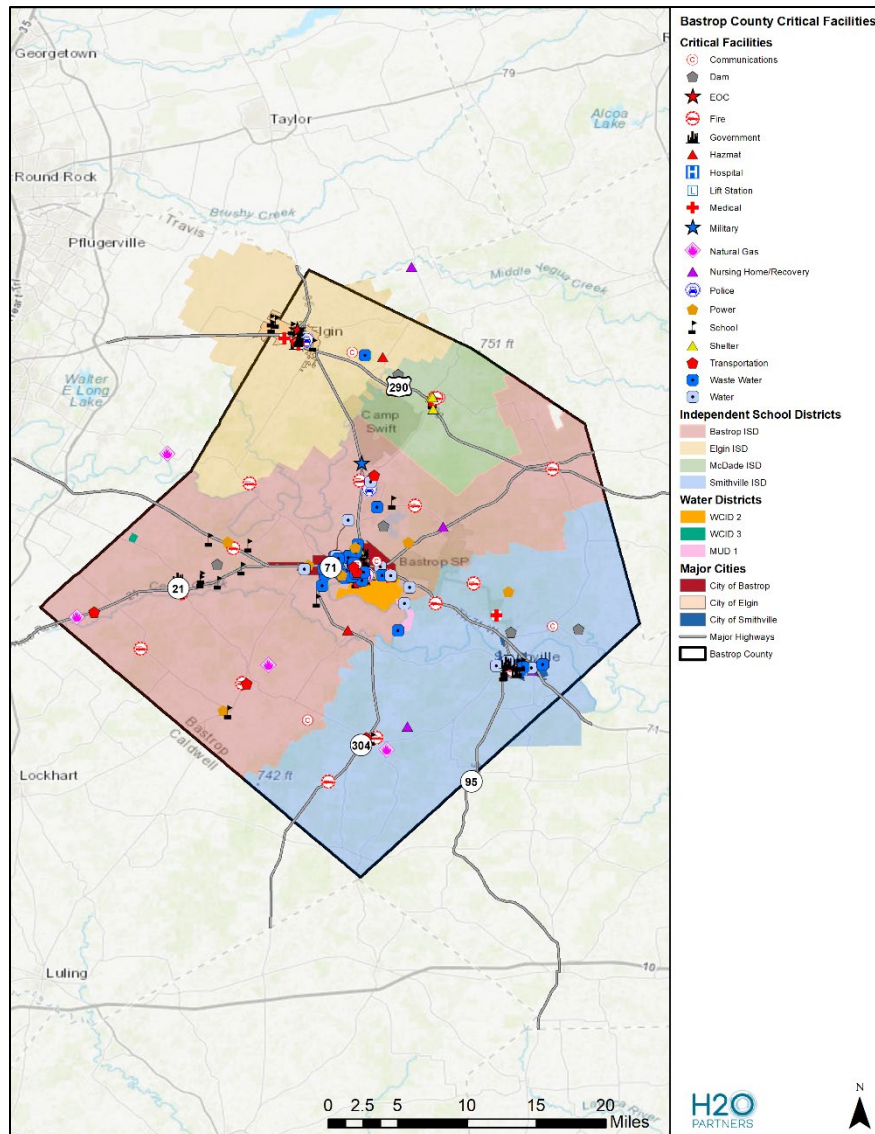 Bastrop County Critical Facilities
Critical Facilities
C Communications
Dam
EOC
Fire
Government
Hazmat
H Hospital
L Lift Station
Medical
Military
Natural Gas
Nursing Home/Recovery
Police
Power
School
Shelter
Transportation
Waste Water
Water
Independent School Districts
Bastrop ISD
Elgin ISD
McDade ISD
Smithville ISD
Water Districts
WCID 2
WCID 3
MUD 1
Major Cities
City of Bastrop
City of Elgin
City of Smithville
Major Highways
Bastrop County
35
Georgetown
79
Taylor
Alcoa
Lake
Round Rock
Brushy Creek
Travis
Pflugerville
Middle Yegua Creek
Elgin
751 ft
Walter
E Long
Lake
290
Camp
Swift
71
Bastrop SP
21
304
Bastrop
Caldwell
71
Lockhart
742 ft
95
Luling
10
0 2.5 5 10 15 20
Miles
H2O
PARTNERS
N